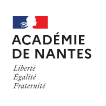 ACADÉMIE
DE NANTES
Liberté
Égalité
Fraternité